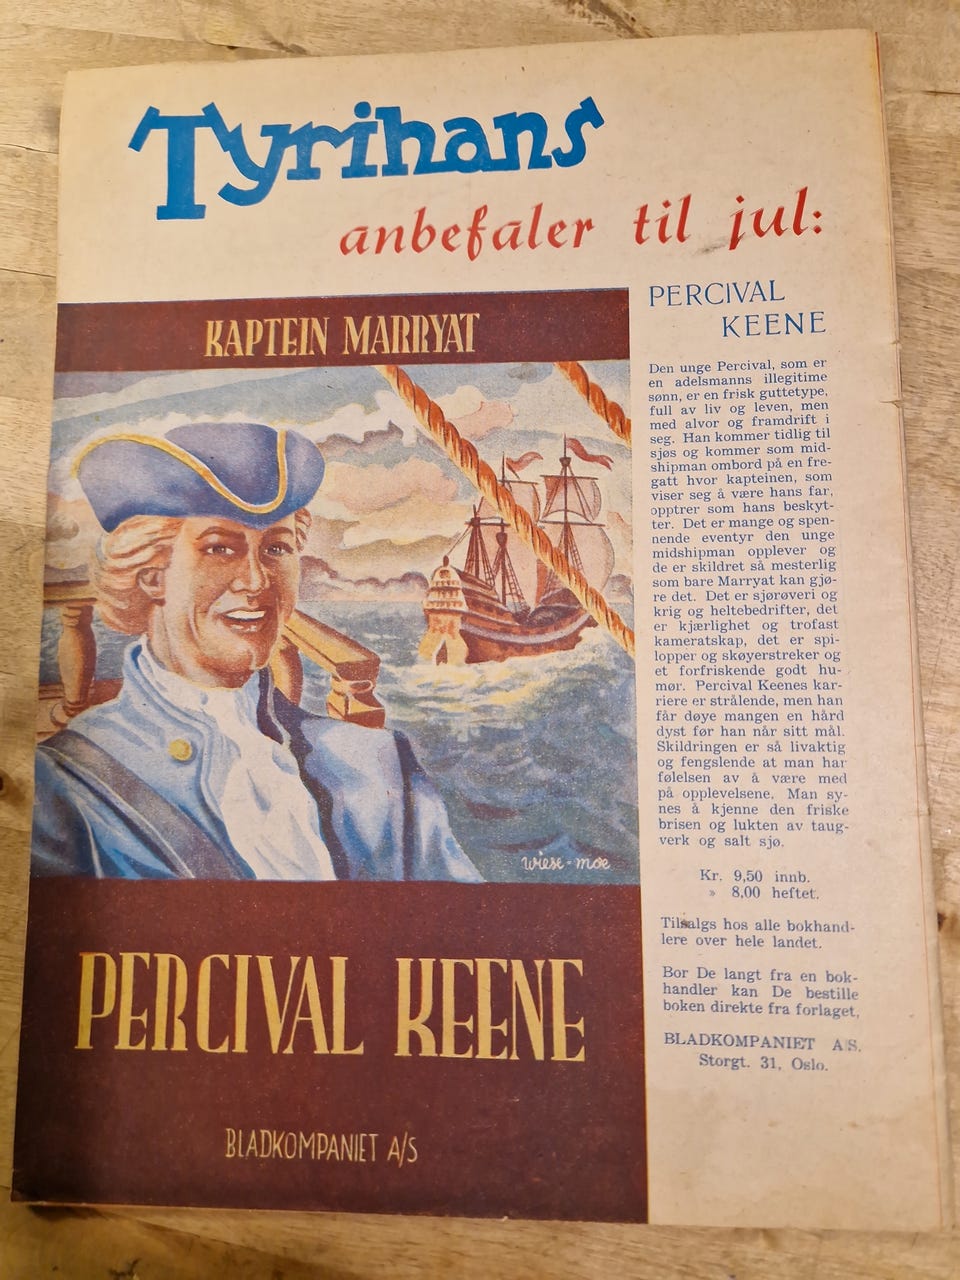 Tyrihans
anbefaler til jul:
KAPTEIN MARRYAT
wiese-moe
PERCIVAL KEENE
BLADKOMPANIET A/S
PERCIVAL
KEENE
Den unge Percival, som er
en adelsmanns illegitime
sønn, er en frisk guttetype,
full av liv og leven, men
med alvor og framdrift i
seg. Han kommer tidlig til
sjøs og kommer som mid-
shipman ombord på en fre-
gatt hvor kapteinen, som
viser seg å være hans far,
opptrer som hans beskyt-
ter. Det er mange og spen-
nende eventyr den unge
midshipman opplever og
de er skildret så mesterlig
som bare Marryat kan gjø-
re det. Det er sjørøveri og
krig og heltebedrifter, det
er kjærlighet og trofast
kameratskap, det er spi-
lopper og skøyerstreker og
et forfriskende godt hu-
mør. Percival Keenes kar-
riere er strålende, men han
får døye mangen en hård
dyst før han når sitt mål.
Skildringen er så livaktig
og fengslende at man har
følelsen av å være med
på opplevelsene. Man sy-
nes å kjenne den friske
brisen og lukten av taug-
verk og salt sjø.
Kr. 9,50 innb.
» 8,00 heftet.
Tilsalgs hos alle bokhand-
lere over hele landet.
Bor De langt fra en bok-
handler kan De bestille
boken direkte fra forlaget,
BLADKOMPANIET A/S.
Storgt. 31, Oslo.